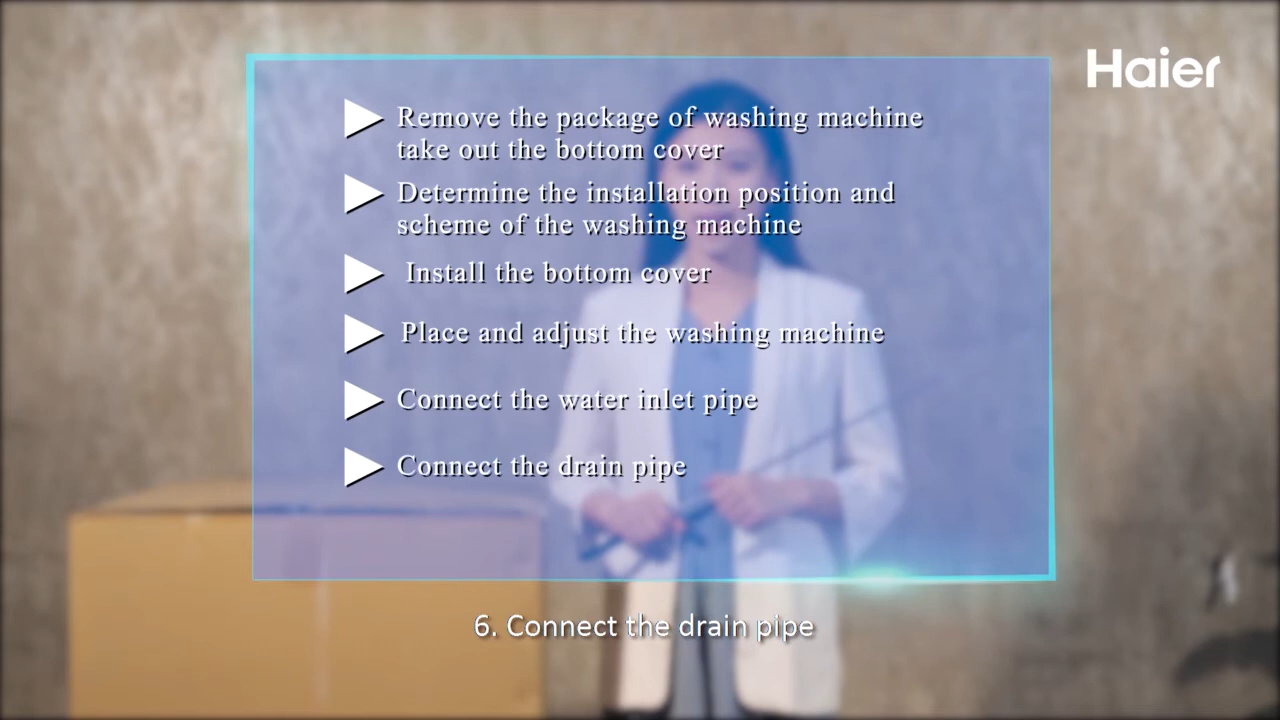 Haier
Remove the package of washing machine
take out the bottom cover
Determine the installation position and
scheme of the washing machine
Install the bottom cover
Place and adjust the washing machine
Connect the water inlet pipe
Connect the drain pipe
6. Connect the drain pipe